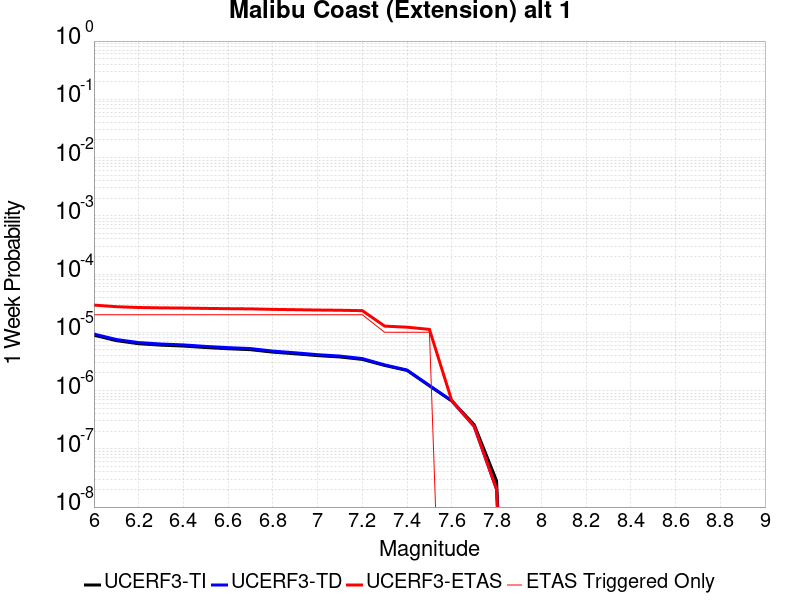 Malibu Coast (Extension) alt 1
10^0
10^-1
10^-2
10^-3
10^-4
10^-5
10^-6
10^-7
10^-8
1 Week Probability
6 6.2 6.4 6.6 6.8 7 7.2 7.4 7.6 7.8 8 8.2 8.4 8.6 8.8 9
Magnitude
UCERF3-TI UCERF3-TD UCERF3-ETAS ETAS Triggered Only